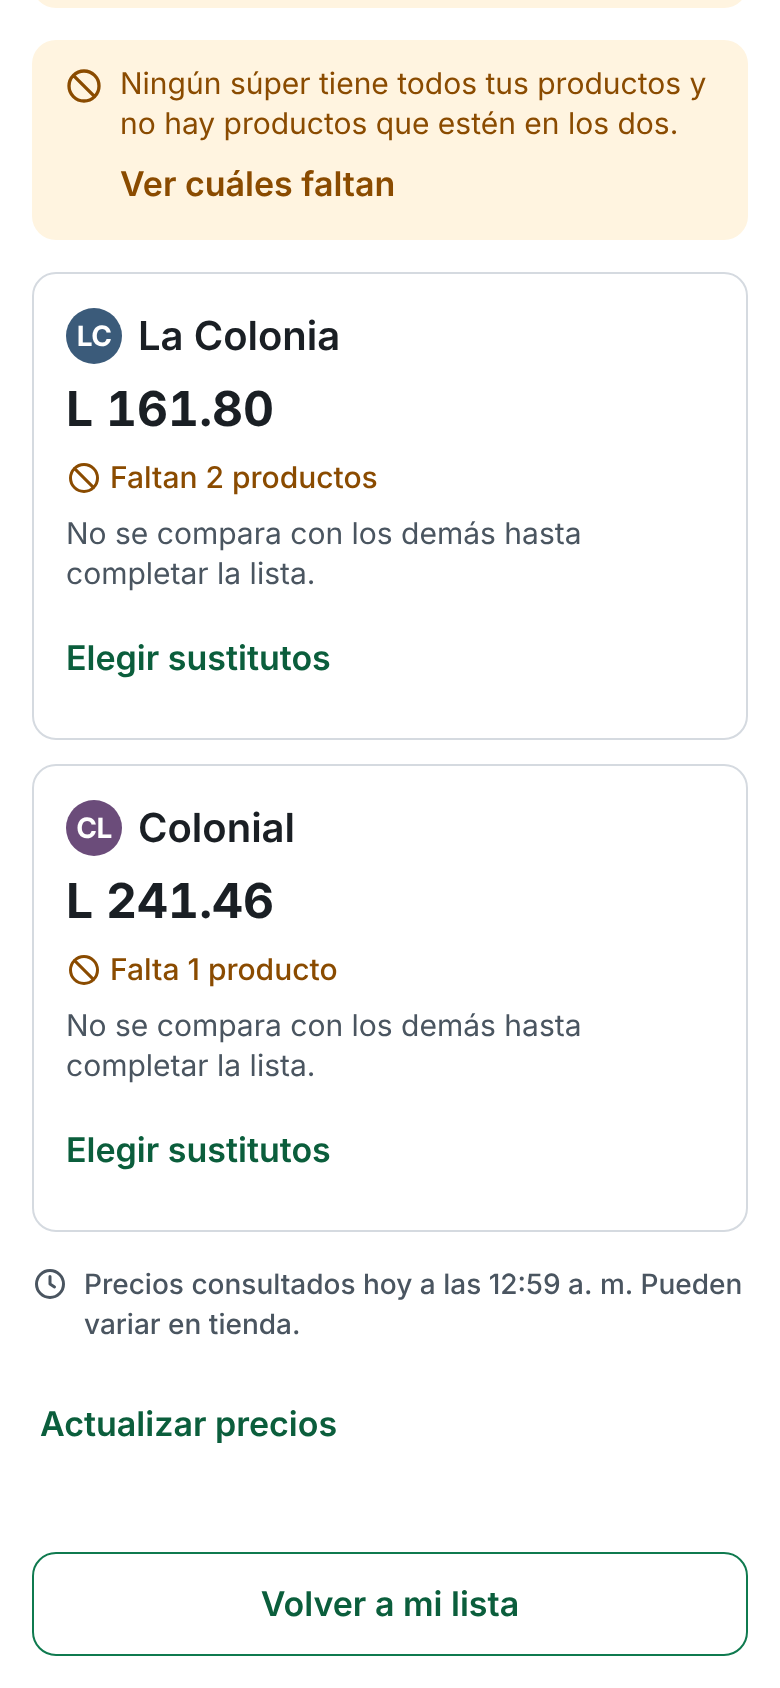 Ningún súper tiene todos tus productos y
no hay productos que estén en los dos.
Ver cuáles faltan
LC La Colonia
L 161.80
Faltan 2 productos
No se compara con los demás hasta
completar la lista.
Elegir sustitutos
CL Colonial
L 241.46
Falta 1 producto
No se compara con los demás hasta
completar la lista.
Elegir sustitutos
Precios consultados hoy a las 12:59 a. m. Pueden
variar en tienda.
Actualizar precios
Volver a mi lista